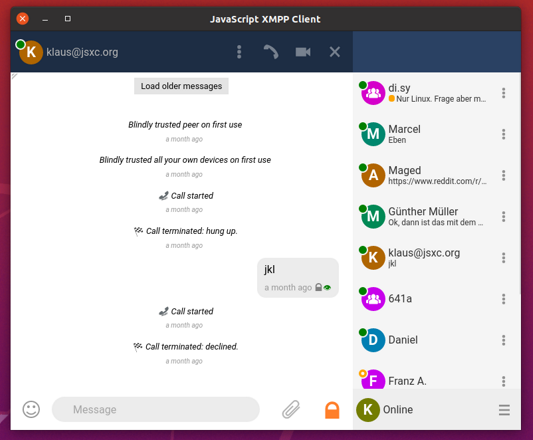 JavaScript XMPP Client
K klaus@jsxc.org
Load older messages
Blindly trusted peer on first use
a month ago
Blindly trusted all your own devices on first use
a month ago
Call started
a month ago
Call terminated: hung up.
a month ago
jkl
a month ago
Call started
a month ago
Call terminated: declined.
a month ago
Message
di.sy
Nur Linux. Frage aber m...
M Marcel
Eben
A Maged
https://www.reddit.com/r/...
M Günther Müller
Ok, dann ist das mit dem ...
K klaus@jsxc.org
jkl
641a
D Daniel
F Franz A.
K Online